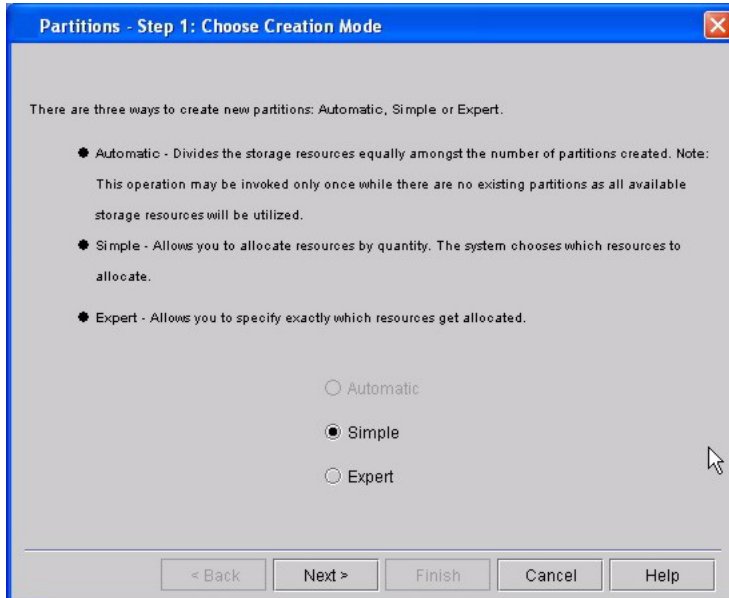 Partitions - Step 1: Choose Creation Mode
There are three ways to create new partitions: Automatic, Simple or Expert.
Automatic - Divides the storage resources equally amongst the number of partitions created. Note:
This operation may be invoked only once while there are no existing partitions as all available
storage resources will be utilized.
Simple - Allows you to allocate resources by quantity. The system chooses which resources to
allocate.
Expert - Allows you to specify exactly which resources get allocated.
Automatic
Simple
Expert
< Back Next > Finish Cancel Help